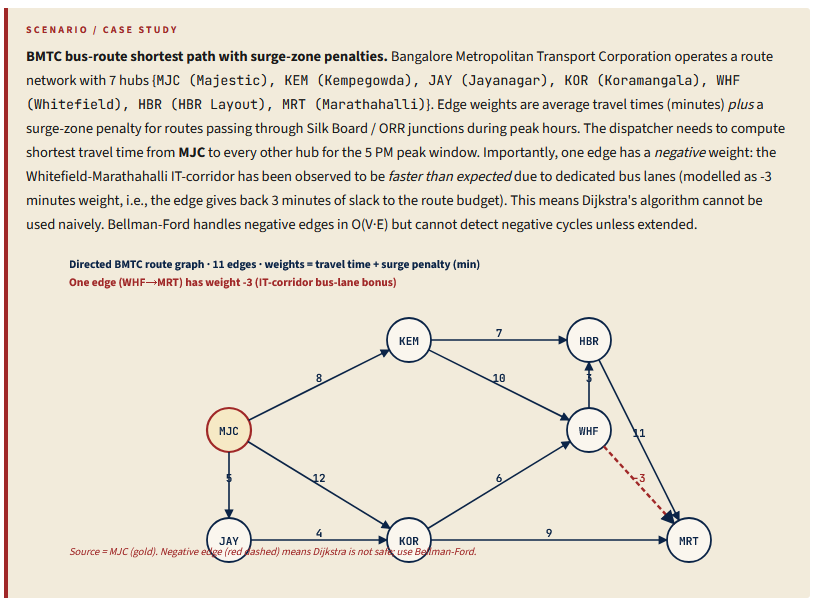 SCENARIO / CASE STUDY
BMTC bus-route shortest path with surge-zone penalties. Bangalore Metropolitan Transport Corporation operates a route
network with 7 hubs {MJC (Majestic), KEM (Kempegowda), JAY (Jayanagar), KOR (Koramangala), WHF
(Whitefield), HBR (HBR Layout), MRT (Marathahalli)}. Edge weights are average travel times (minutes) plus a
surge-zone penalty for routes passing through Silk Board / ORR junctions during peak hours. The dispatcher needs to compute
shortest travel time from MJC to every other hub for the 5 PM peak window. Importantly, one edge has a negative weight: the
Whitefield-Marathahalli IT-corridor has been observed to be faster than expected due to dedicated bus lanes (modelled as -3
minutes weight, i.e., the edge gives back 3 minutes of slack to the route budget). This means Dijkstra's algorithm cannot be
used naively. Bellman-Ford handles negative edges in O(V·E) but cannot detect negative cycles unless extended.
Directed BMTC route graph · 11 edges · weights = travel time + surge penalty (min)
One edge (WHF→MRT) has weight -3 (IT-corridor bus-lane bonus)
7
KEM
HBR
8
10
3
MJC
WHF
11
5
12
6
-3
4
9
JAY
KOR
MRT
Source = MJC (gold). Negative edge (red dashed) means Dijkstra is not safe; use Bellman-Ford.